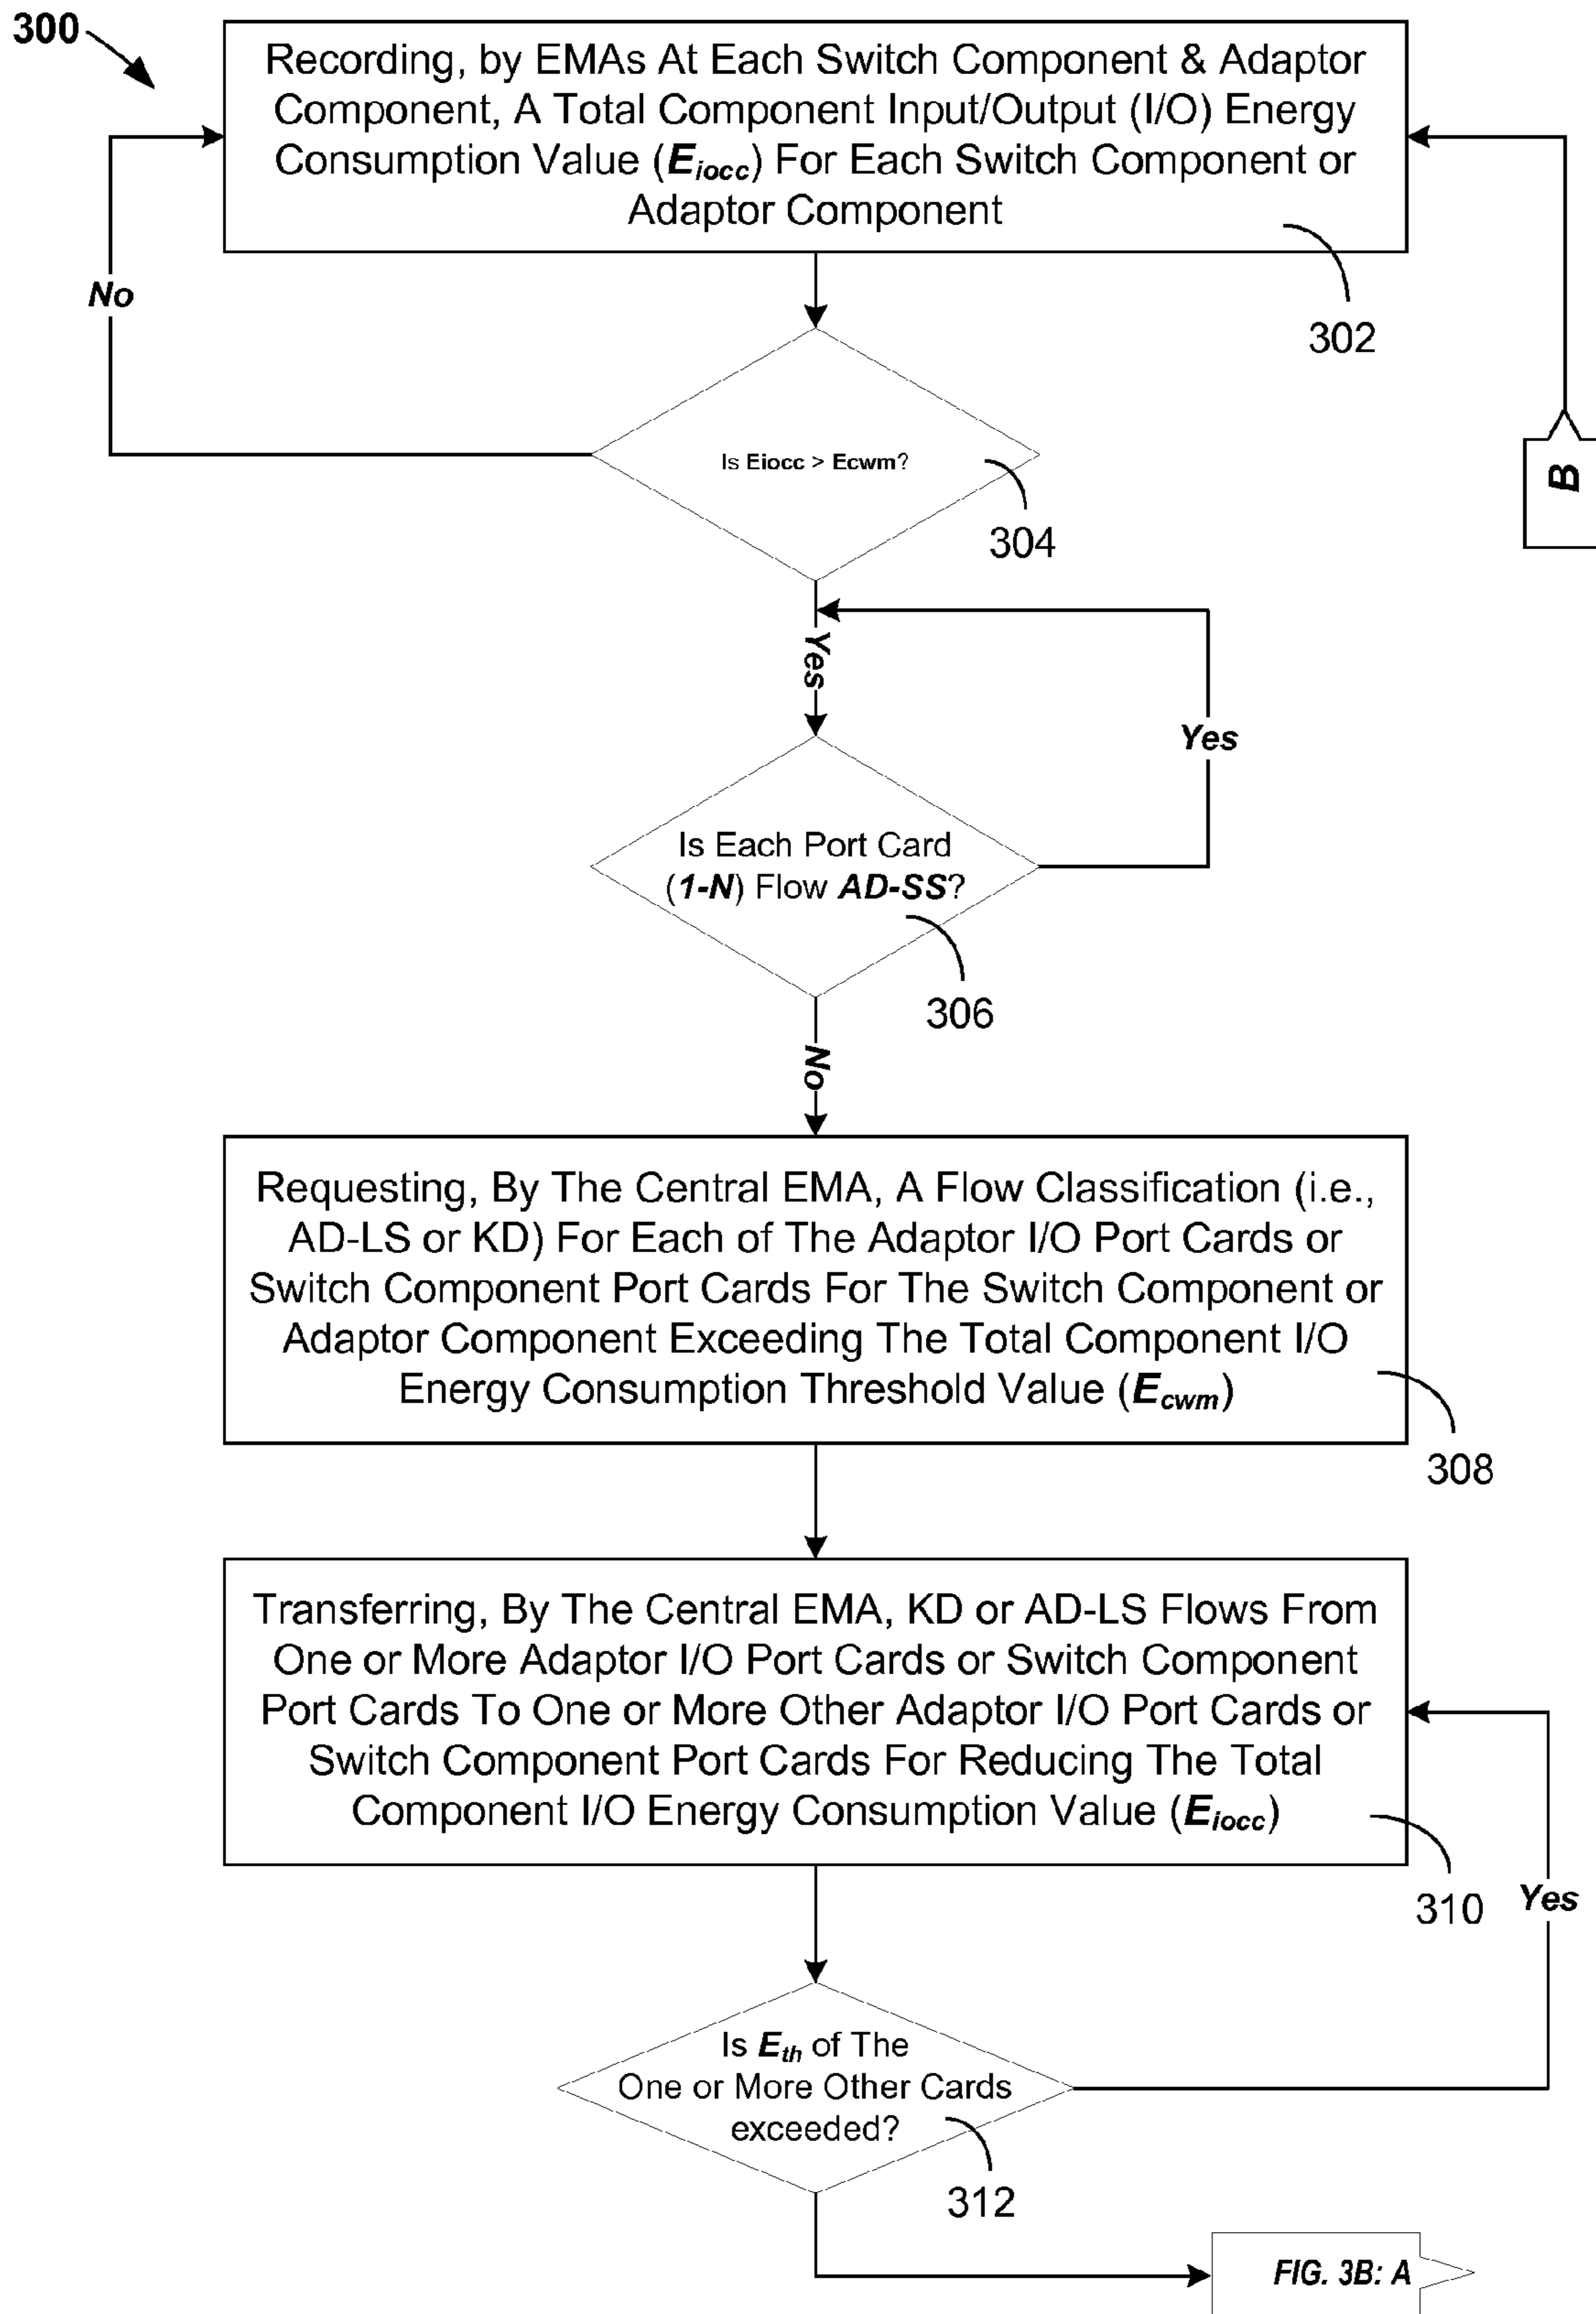 300
Recording, by EMAs At Each Switch Component & Adaptor
Component, A Total Component Input/Output (I/O) Energy
Consumption Value (Eiocc) For Each Switch Component or
Adaptor Component
302
No
Is Eiocc > Ecwm?
304
B
Yes
Yes
Is Each Port Card
(1-N) Flow AD-SS?
306
No
Requesting, By The Central EMA, A Flow Classification (i.e.,
AD-LS or KD) For Each of The Adaptor I/O Port Cards or
Switch Component Port Cards For The Switch Component or
Adaptor Component Exceeding The Total Component I/O
Energy Consumption Threshold Value (Ecwm)
308
Transferring, By The Central EMA, KD or AD-LS Flows From
One or More Adaptor I/O Port Cards or Switch Component
Port Cards To One or More Other Adaptor I/O Port Cards or
Switch Component Port Cards For Reducing The Total
Component I/O Energy Consumption Value (Eiocc)
310
Yes
Is Eth of The
One or More Other Cards
exceeded?
312
FIG. 3B: A